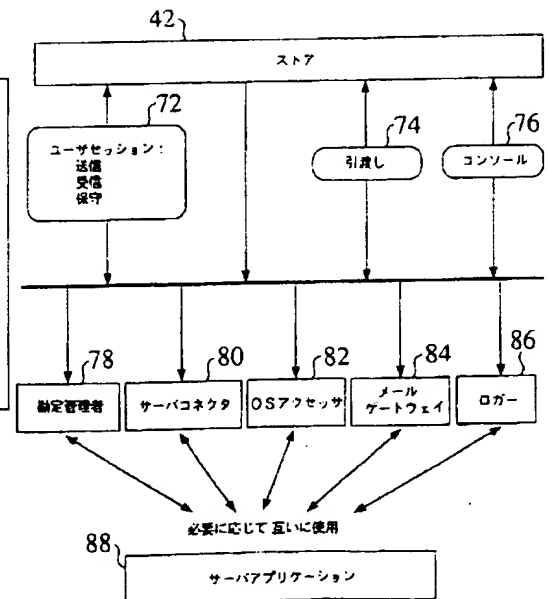 42
ストア
72
74
76
ユーザセッション:
送信
受信
保守
引渡し
コンソール
78
80
82
84
86
勘定管理者
サーバコネクタ
OSアクセッサ
メール
ゲートウェイ
ロガー
必要に応じて互いに使用
88
サーバアプリケーション